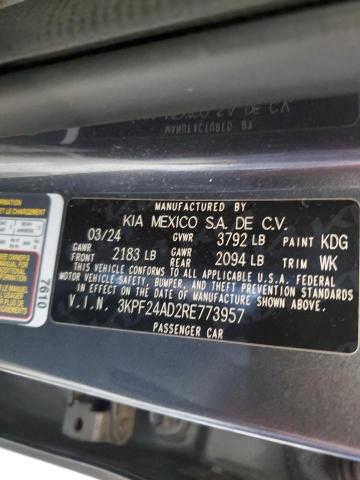 MANUFACTURED BY
KIA MEXICO S.A. DE C.V.
03/24 GVWR 3792 LB PAINT KDG
GAWR FRONT 2183 LB GAWR REAR 2094 LB TRIM WK
THIS VEHICLE CONFORMS TO ALL APPLICABLE U.S.A. FEDERAL
MOTOR VEHICLE SAFETY, BUMPER, AND THEFT PREVENTION STANDARDS
IN EFFECT ON THE DATE OF MANUFACTURE SHOWN ABOVE.
V.I.N. 3KPF24AD2RE773957
PASSENGER CAR
7610